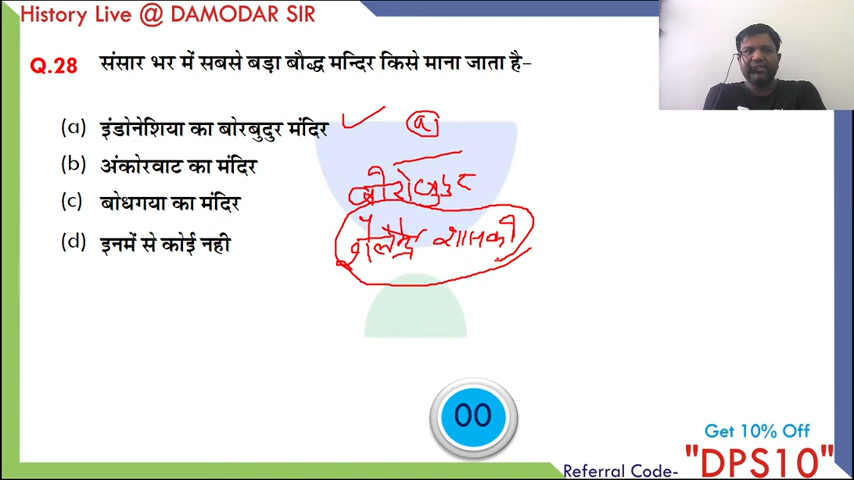 History Live @ DAMODAR SIR
Q.28 संसार भर में सबसे बड़ा बौद्ध मन्दिर किसे माना जाता है-
(a) इंडोनेशिया का बोरबुदुर मंदिर
(a)
(b) अंकोरवाट का मंदिर
बोरोबुदुर
(c) बोधगया का मंदिर
(d) इनमें से कोई नही
शैलेन्द्र शासकों
00
Get 10% Off
Referral Code- "DPS10"